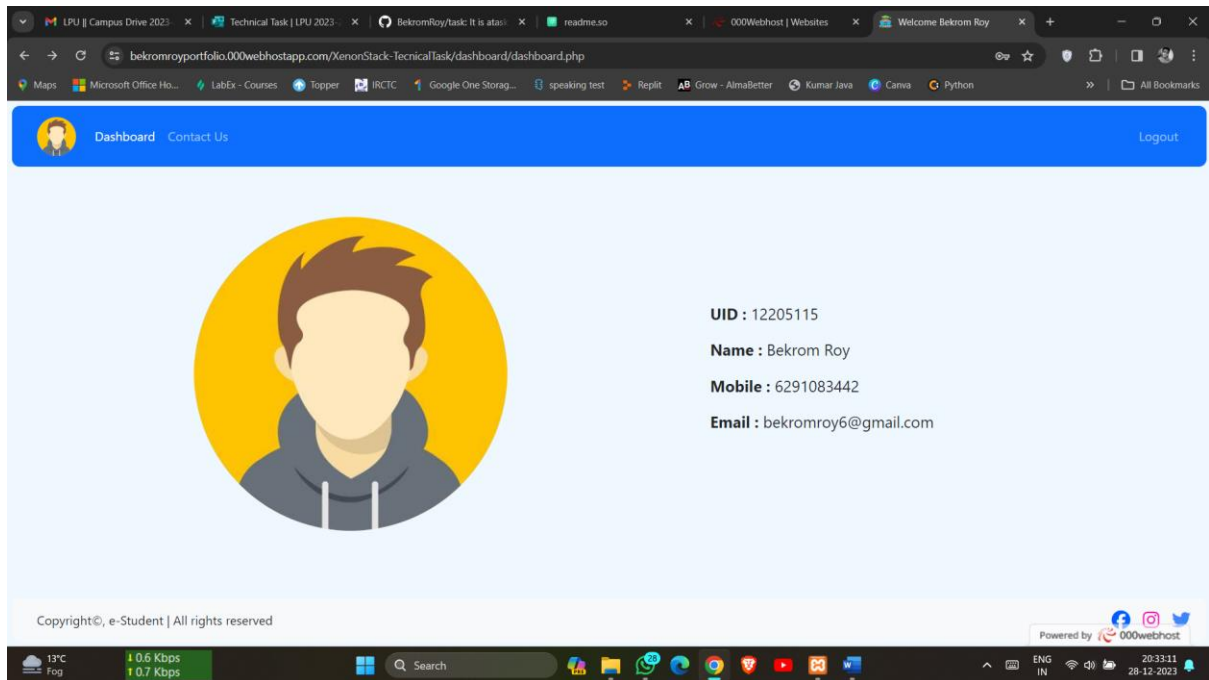 LPU || Campus Drive 2023-
Technical Task | LPU 2023-2
BekromRoy/task: It is atask
readme.so
000Webhost | Websites
Welcome Bekrom Roy
bekromroyportfolio.000webhostapp.com/XenonStack-TecnicalTask/dashboard/dashboard.php
Maps
Microsoft Office Ho...
LabEx - Courses
Topper
IRCTC
Google One Storag...
speaking test
Replit
AB Grow - AlmaBetter
Kumar Java
Canva
Python
»
All Bookmarks
Dashboard
Contact Us
Logout
UID : 12205115
Name : Bekrom Roy
Mobile : 6291083442
Email : bekromroy6@gmail.com
Copyright©, e-Student | All rights reserved
Powered by 000webhost
13°C
Fog
0.6 Kbps
0.7 Kbps
Search
28
ENG
IN
20:33:11
28-12-2023